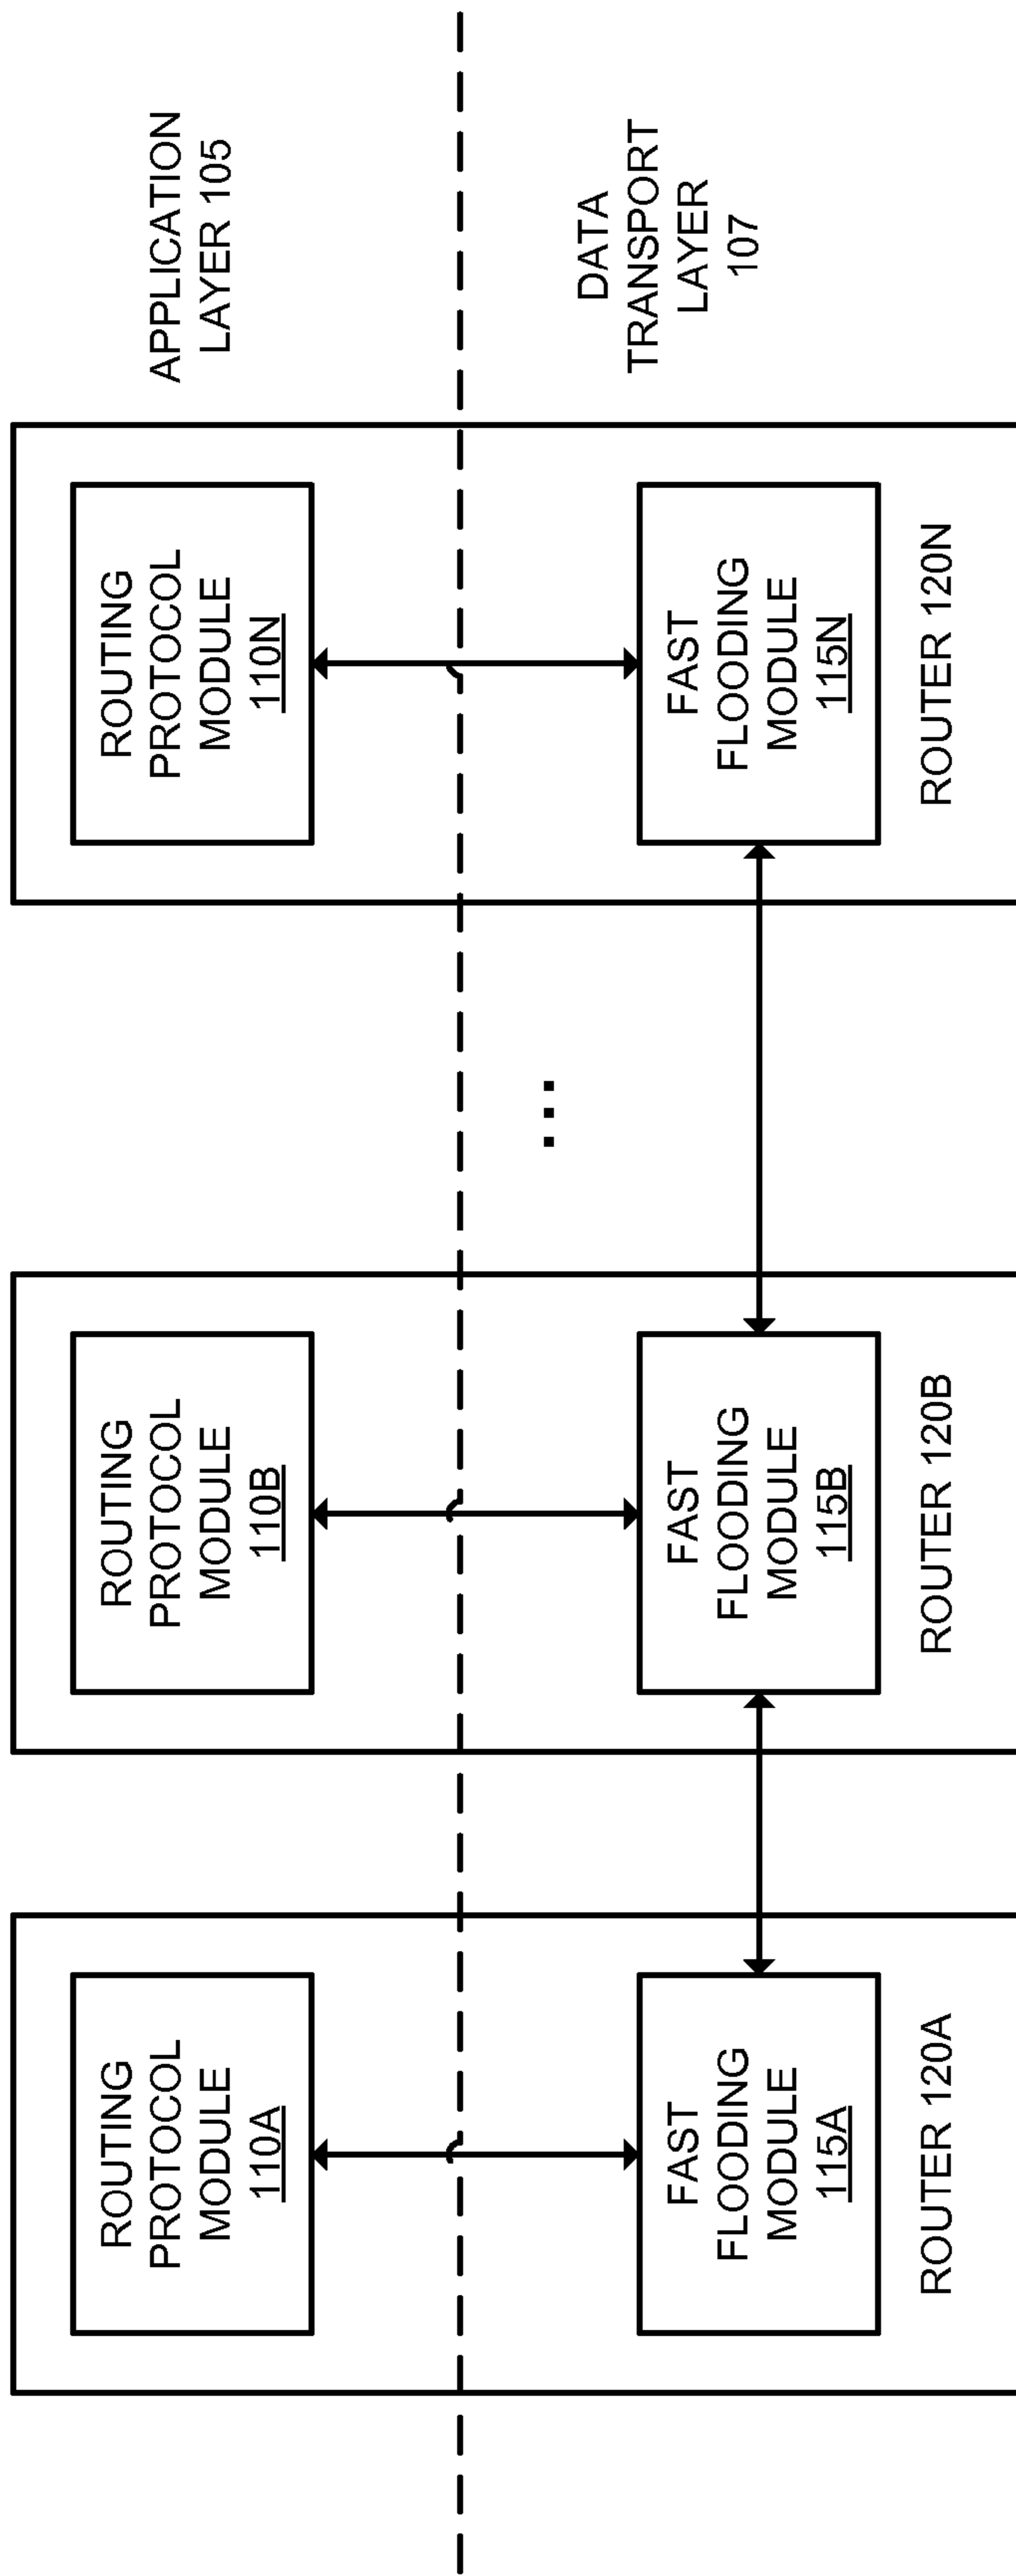 ROUTING
PROTOCOL
MODULE
110A
ROUTING
PROTOCOL
MODULE
110B
ROUTING
PROTOCOL
MODULE
110N
APPLICATION
LAYER 105
...
FAST
FLOODING
MODULE
115A
FAST
FLOODING
MODULE
115B
FAST
FLOODING
MODULE
115N
DATA
TRANSPORT
LAYER
107
ROUTER 120A
ROUTER 120B
ROUTER 120N